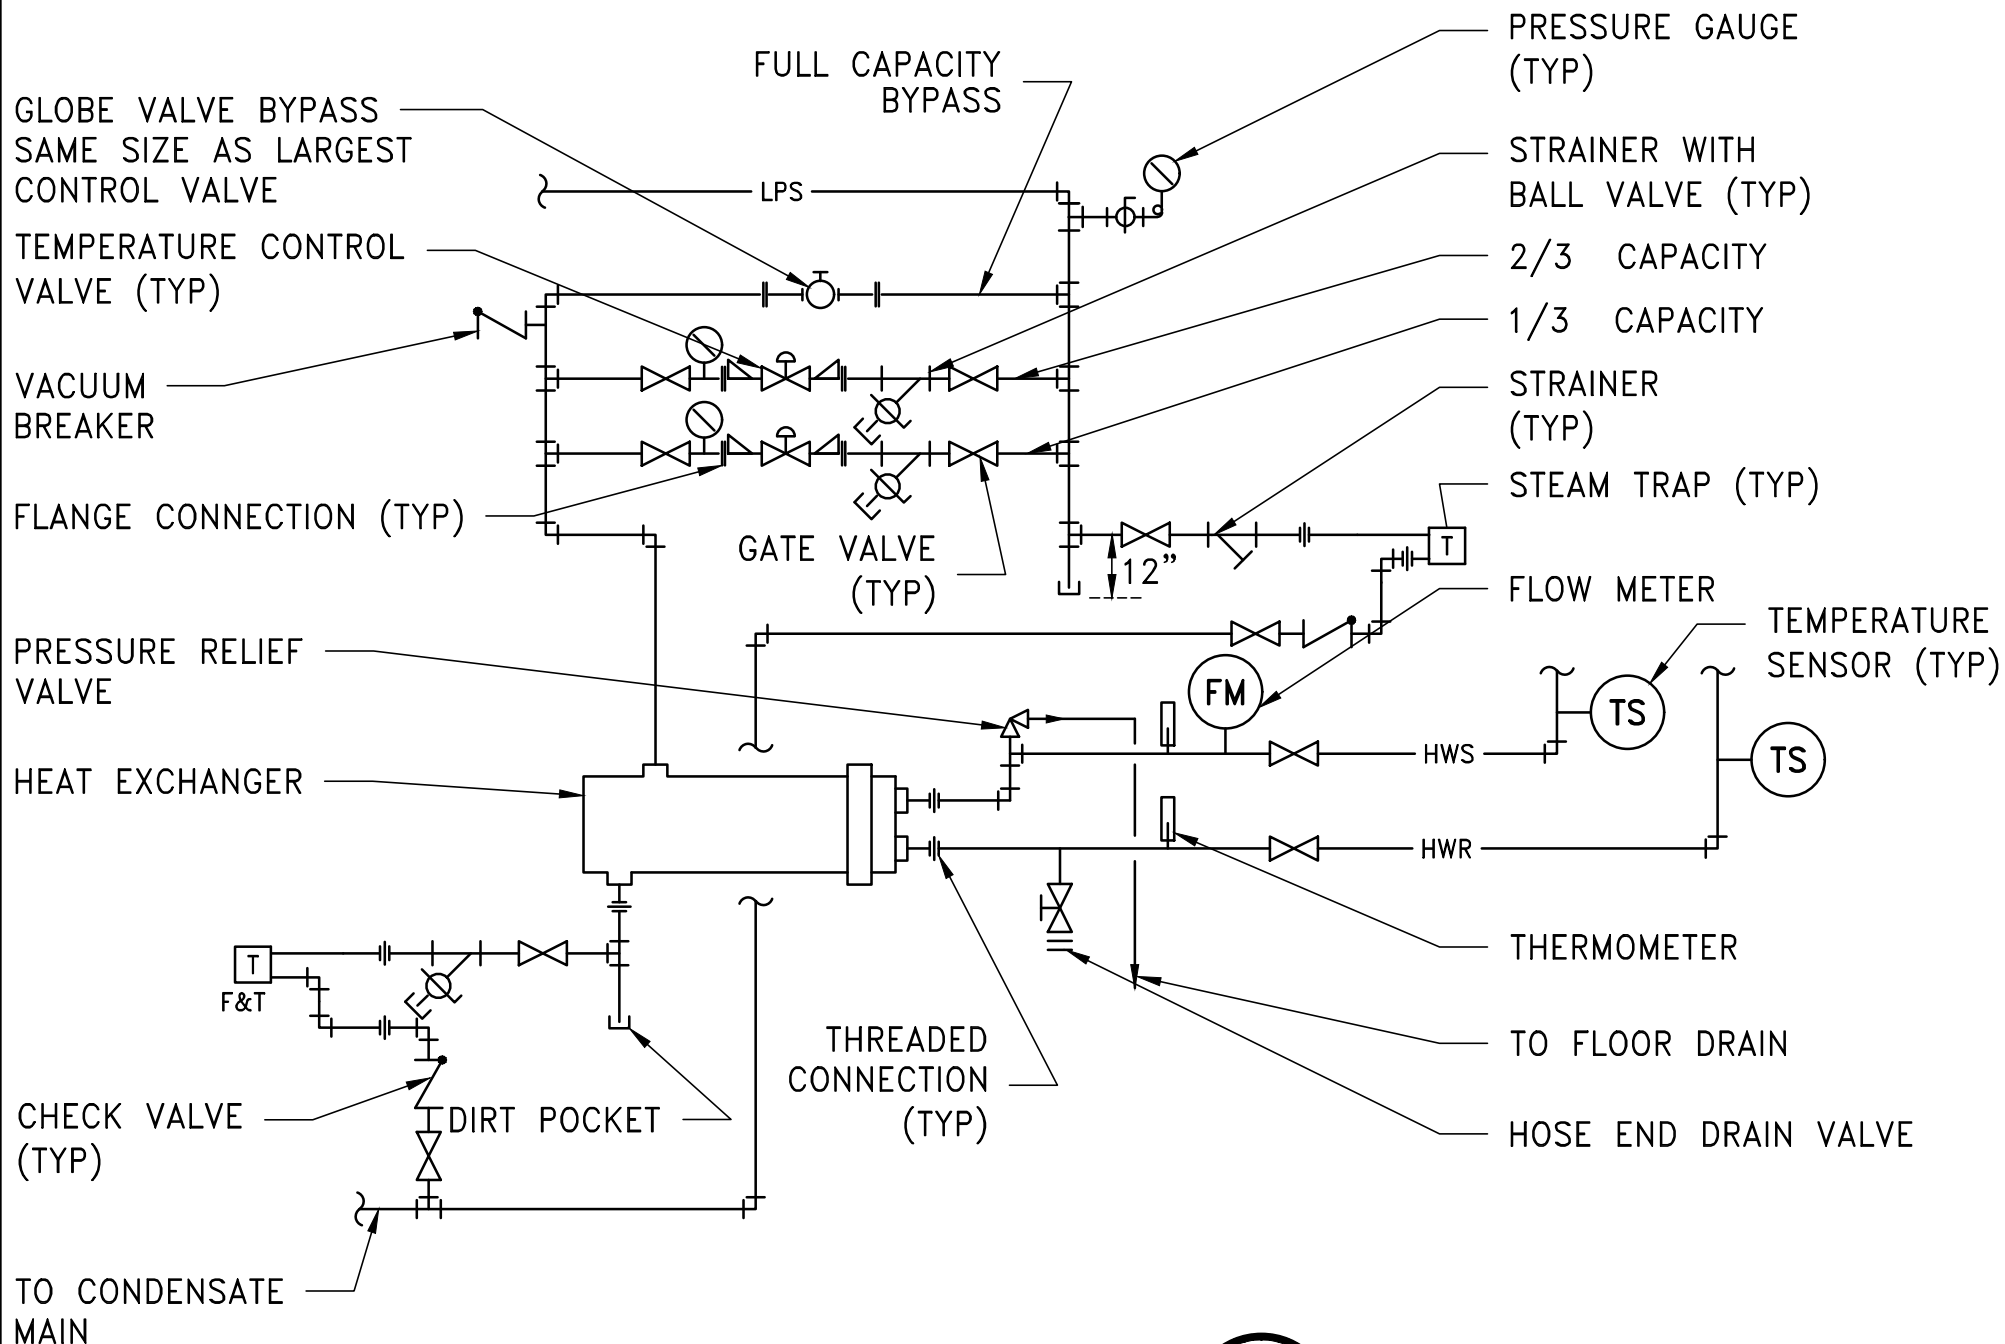 PRESSURE GAUGE
(TYP)
FULL CAPACITY
BYPASS
GLOBE VALVE BYPASS
SAME SIZE AS LARGEST
CONTROL VALVE
STRAINER WITH
BALL VALVE (TYP)
LPS
TEMPERATURE CONTROL
VALVE (TYP)
2/3 CAPACITY
1/3 CAPACITY
VACUUM
BREAKER
STRAINER
(TYP)
FLANGE CONNECTION (TYP)
STEAM TRAP (TYP)
GATE VALVE
(TYP)
12”
T
FLOW METER
TEMPERATURE
SENSOR (TYP)
PRESSURE RELIEF
VALVE
FM
TS
HWS
TS
HEAT EXCHANGER
HWR
THERMOMETER
T
F&T
THREADED
CONNECTION
(TYP)
TO FLOOR DRAIN
CHECK VALVE
(TYP)
DIRT POCKET
HOSE END DRAIN VALVE
TO CONDENSATE
MAIN